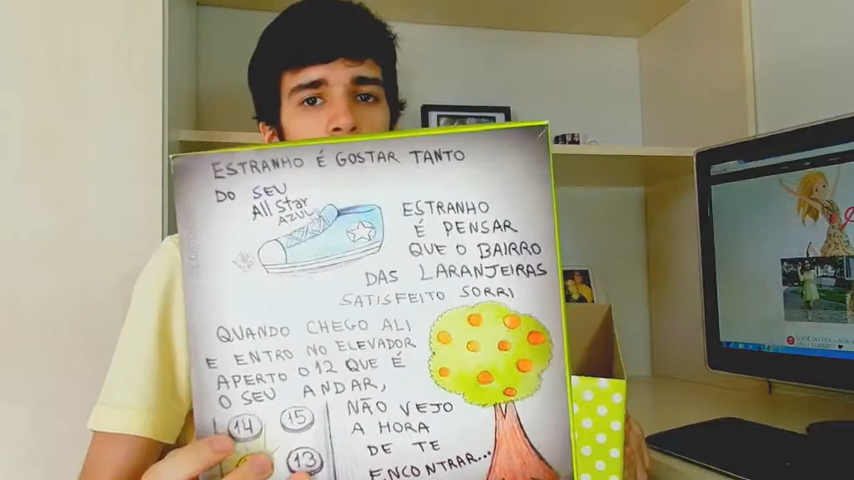 ESTRANHO É GOSTAR TANTO
DO SEU
All Star
AZUL
ESTRANHO
É PENSAR
QUE O BAIRRO
DAS LARANJEIRAS
SATISFEITO SORRI
QUANDO CHEGO ALI
E ENTRO NO ELEVADOR
APERTO O 12 QUE É
O SEU ANDAR,
NÃO VEJO
A HORA
DE TE
ENCONTRAR...
14 15
13